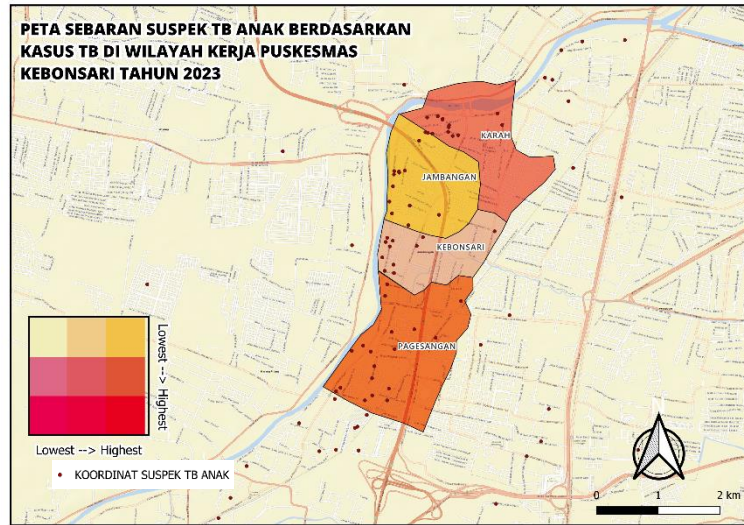 PETA SEBARAN SUSPEK TB ANAK BERDASARKAN
KASUS TB DI WILAYAH KERJA PUSKESMAS
KEBONSARI TAHUN 2023
KARAH
JAMBANGAN
KEBONSARI
PAGESANGAN
Lowest --> Highest
Lowest --> Highest
KOORDINAT SUSPEK TB ANAK
0 1 2 km